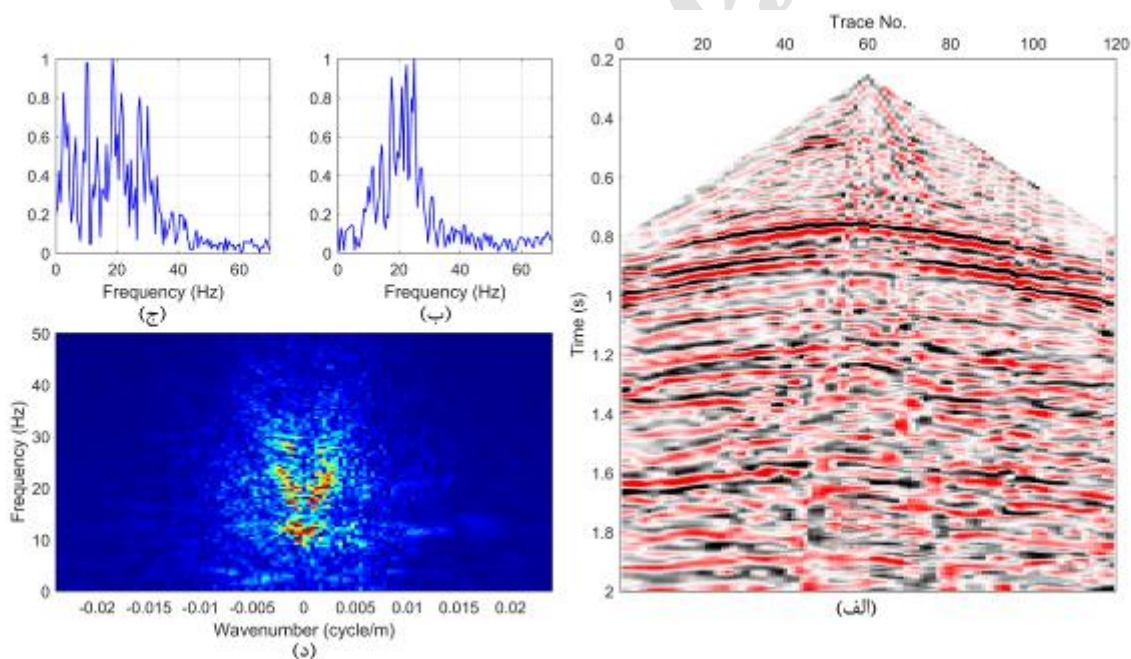 Trace No.
0 20 40 60 80 100 120
0.2
0.4
0.6
0.8
1
1.2
1.4
1.6
1.8
2
Time (s)
(الف)
1
0.8
0.6
0.4
0.2
0
0 20 40 60
Frequency (Hz)
(ب)
1
0.8
0.6
0.4
0.2
0
0 20 40 60
Frequency (Hz)
(ج)
50
40
30
20
10
0
Frequency (Hz)
-0.02 -0.015 -0.01 -0.005 0 0.005 0.01 0.015 0.02
Wavenumber (cycle/m)
(د)